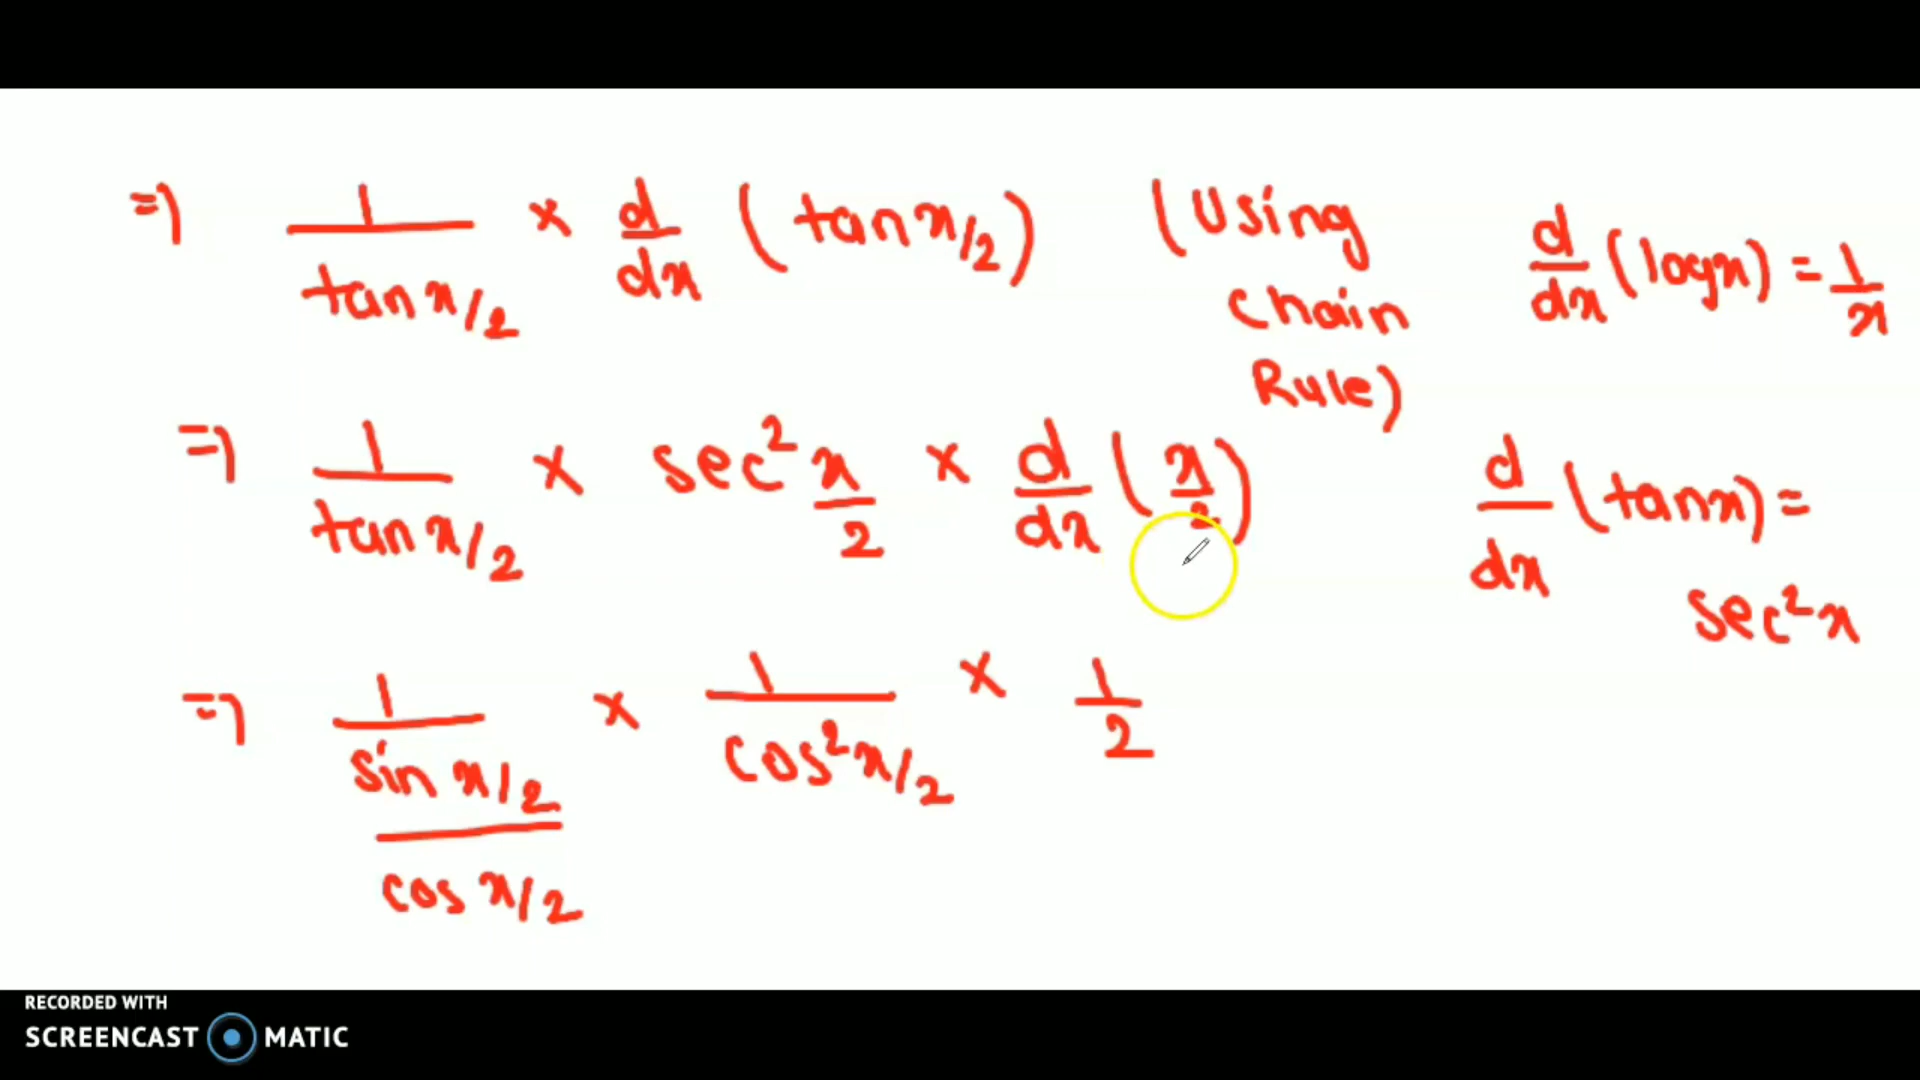 ⇒ 1/(tan x/2) × d/dx (tan x/2) (Using Chain Rule) d/dx (log x) = 1/x
⇒ 1/(tan x/2) × sec² x/2 × d/dx (x/2) d/dx (tan x) = sec² x
⇒ 1/((sin x/2)/(cos x/2)) × 1/(cos² x/2) × 1/2
RECORDED WITH
SCREENCAST MATIC